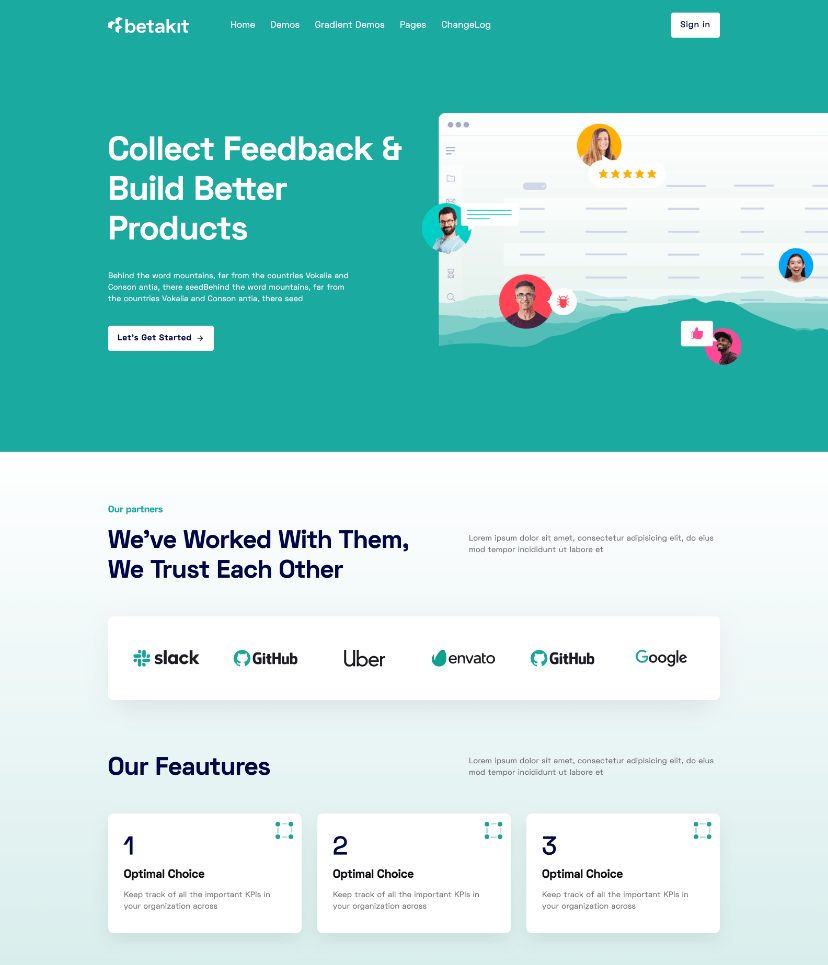 betakit
Home Demos Gradient Demos Pages ChangeLog
Sign in
Collect Feedback &
Build Better
Products
Behind the word mountains, far from the countries Vokalia and
Conson antia, there seedBehind the word mountains, far from
the countries Vokalia and Conson antia, there seed
Let's Get Started →
Our partners
We've Worked With Them,
We Trust Each Other
Lorem ipsum dolor sit amet, consectetur adipisicing elit, do eius
mod tempor incididunt ut labore et
slack GitHub Uber envato GitHub Google
Our Feautures
Lorem ipsum dolor sit amet, consectetur adipisicing elit, do eius
mod tempor incididunt ut labore et
1
Optimal Choice
Keep track of all the important KPIs in
your organization across
2
Optimal Choice
Keep track of all the important KPIs in
your organization across
3
Optimal Choice
Keep track of all the important KPIs in
your organization across